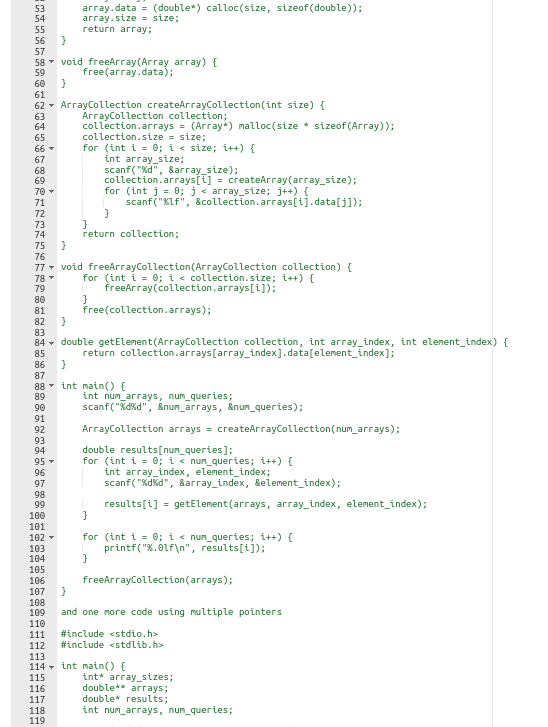 53 array.data = (double*) calloc(size, sizeof(double));
54 array.size = size;
55 return array;
56 }
57
58 void freeArray(Array array) {
59 free(array.data);
60 }
61
62 ArrayCollection createArrayCollection(int size) {
63 ArrayCollection collection;
64 collection.arrays = (Array*) malloc(size * sizeof(Array));
65 collection.size = size;
66 for (int i = 0; i < size; i++) {
67 int array_size;
68 scanf("%d", &array_size);
69 collection.arrays[i] = createArray(array_size);
70 for (int j = 0; j < array_size; j++) {
71 scanf("%lf", &collection.arrays[i].data[j]);
72 }
73 }
74 return collection;
75 }
76
77 void freeArrayCollection(ArrayCollection collection) {
78 for (int i = 0; i < collection.size; i++) {
79 freeArray(collection.arrays[i]);
80 }
81 free(collection.arrays);
82 }
83
84 double getElement(ArrayCollection collection, int array_index, int element_index) {
85 return collection.arrays[array_index].data[element_index];
86 }
87
88 int main() {
89 int num_arrays, num_queries;
90 scanf("%d%d", &num_arrays, &num_queries);
91
92 ArrayCollection arrays = createArrayCollection(num_arrays);
93
94 double results[num_queries];
95 for (int i = 0; i < num_queries; i++) {
96 int array_index, element_index;
97 scanf("%d%d", &array_index, &element_index);
98
99 results[i] = getElement(arrays, array_index, element_index);
100 }
101
102 for (int i = 0; i < num_queries; i++) {
103 printf("%.0lf\n", results[i]);
104 }
105
106 freeArrayCollection(arrays);
107 }
108
109 and one more code using multiple pointers
110
111 #include <stdio.h>
112 #include <stdlib.h>
113
114 int main() {
115 int* array_sizes;
116 double** arrays;
117 double* results;
118 int num_arrays, num_queries;
119